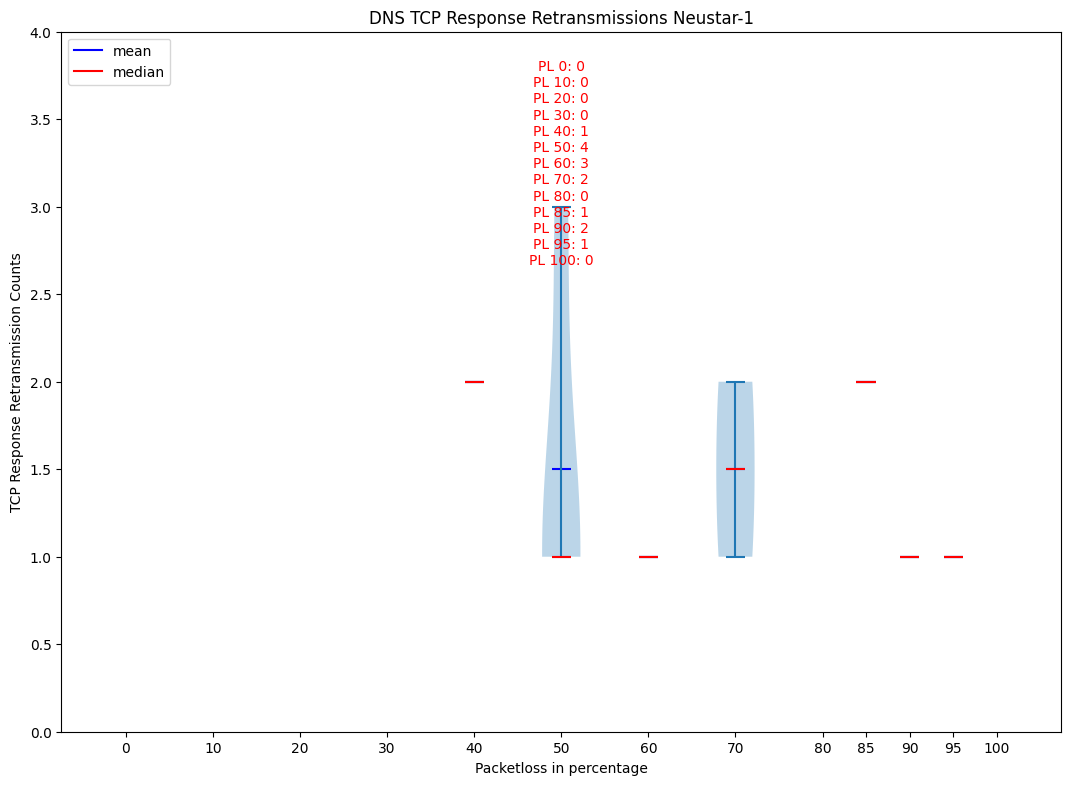 DNS TCP Response Retransmissions Neustar-1
mean
median
PL 0: 0
PL 10: 0
PL 20: 0
PL 30: 0
PL 40: 1
PL 50: 4
PL 60: 3
PL 70: 2
PL 80: 0
PL 85: 1
PL 90: 2
PL 95: 1
PL 100: 0
4.0
3.5
3.0
2.5
2.0
1.5
1.0
0.5
0.0
TCP Response Retransmission Counts
0 10 20 30 40 50 60 70 80 85 90 95 100
Packetloss in percentage